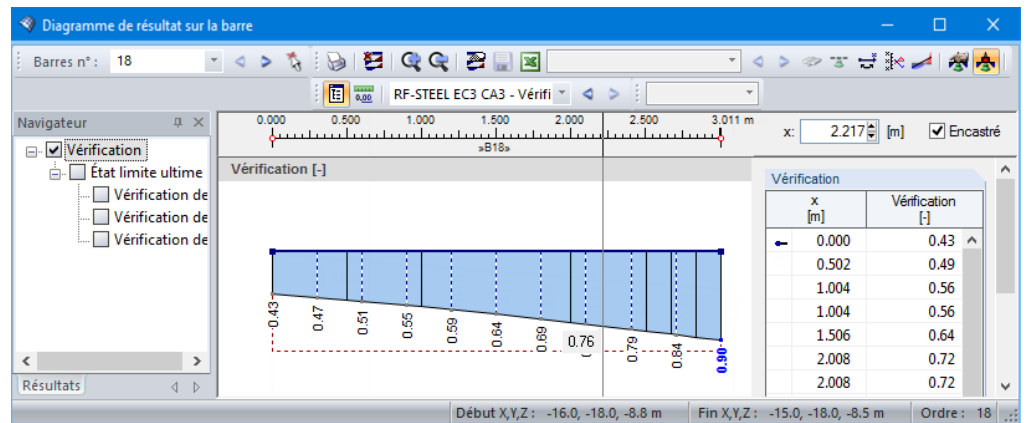 Diagramme de résultat sur la barre
Barres n° : 18
RF-STEEL EC3 CA3 - Vérifi
Navigateur
Vérification
État limite ultime
Vérification de
Vérification de
Vérification de
Résultats
0.000 0.500 1.000 1.500 2.000 2.500 3.011 m
»B18»
x: 2.217 [m] Encastré
Vérification [-]
0.43 0.47 0.51 0.55 0.59 0.64 0.69 0.76 0.79 0.84 0.90
Vérification
x [m] Vérification [-]
0.000 0.43
0.502 0.49
1.004 0.56
1.004 0.56
1.506 0.64
2.008 0.72
2.008 0.72
Début X,Y,Z : -16.0, -18.0, -8.8 m Fin X,Y,Z : -15.0, -18.0, -8.5 m Ordre : 18